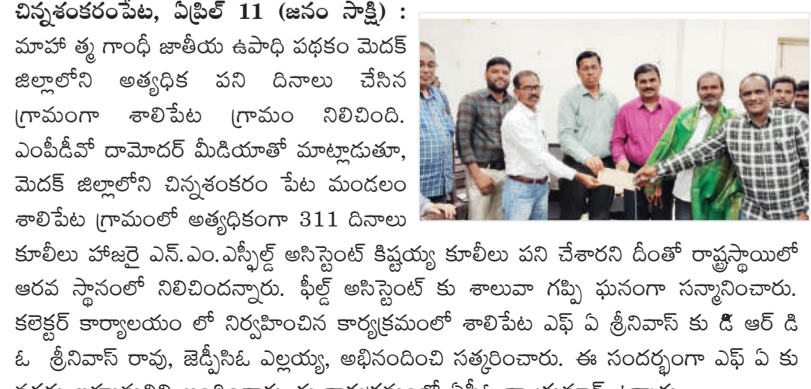 చిన్నశంకరంపేట, ఏప్రిల్ 11 (జనం సాక్షి) :
మాహా త్మ గాంధీ జాతీయ ఉపాధి పథకం మెదక్
జిల్లాలోని అత్యధిక పని దినాలు చేసిన
గ్రామంగా శాలిపేట గ్రామం నిలిచింది.
ఎంపీడీవో దామోదర్ మీడియాతో మాట్లాడుతూ,
మెదక్ జిల్లాలోని చిన్నశంకరం పేట మండలం
శాలిపేట గ్రామంలో అత్యధికంగా 311 దినాలు
కూలీలు హాజరై ఎన్.ఎం.ఎస్ఫీల్డ్ అసిస్టెంట్ కిష్టయ్య కూలీలు పని చేశారని దీంతో రాష్ట్రస్థాయిలో
ఆరవ స్థానంలో నిలిచిందన్నారు. ఫీల్డ్ అసిస్టెంట్ కు శాలువా గప్పి ఘనంగా సన్మానించారు.
కలెక్టర్ కార్యాలయం లో నిర్వహించిన కార్యక్రమంలో శాలిపేట ఎఫ్ ఏ శ్రీనివాస్ కు డి ఆర్ డి
ఓ శ్రీనివాస్ రావు, జెడ్పీసిఓ ఎల్లయ్య, అభినందించి సత్కరించారు. ఈ సందర్భంగా ఎఫ్ ఏ కు